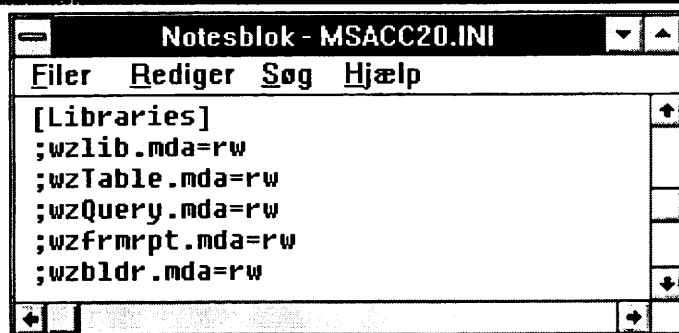 Notesblok - MSACC20.INI
Filer Rediger Søg Hjælp
[Libraries]
;wzlib.mda=rw
;wzTable.mda=rw
;wzQuery.mda=rw
;wzfrmrpt.mda=rw
;wzbldr.mda=rw